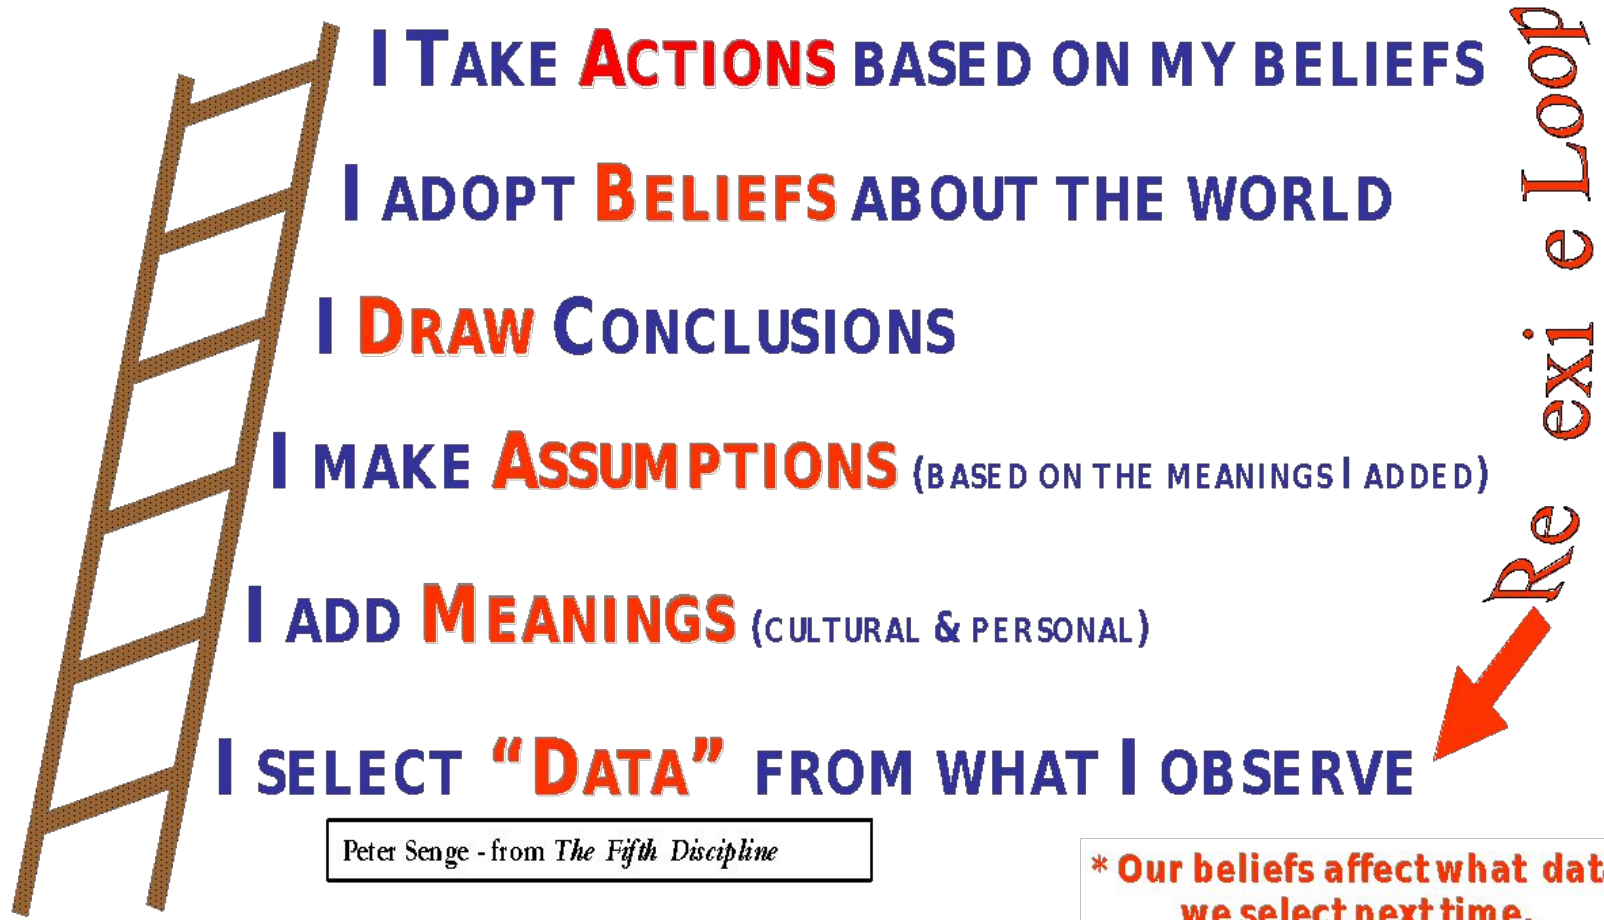 I TAKE ACTIONS BASED ON MY BELIEFS
I ADOPT BELIEFS ABOUT THE WORLD
I DRAW CONCLUSIONS
I MAKE ASSUMPTIONS (BASED ON THE MEANINGS I ADDED)
I ADD MEANINGS (CULTURAL & PERSONAL)
I SELECT “DATA” FROM WHAT I OBSERVE
Re exi e Loop
Peter Senge - from The Fifth Discipline
* Our beliefs affect what dat
we select next time.